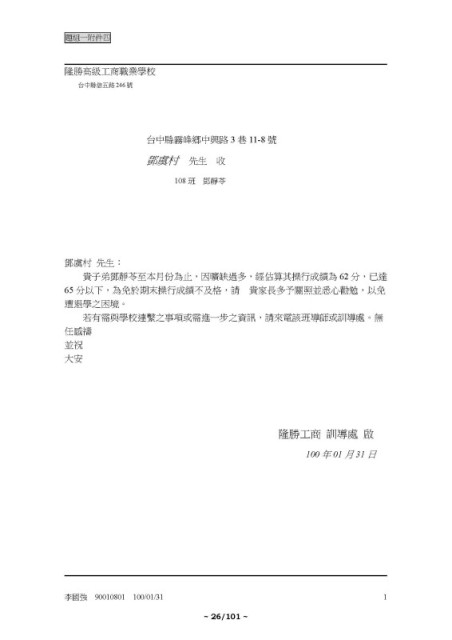 題組一附件四
隆勝高級工商職業學校
台中縣意五路 246 號
台中縣霧峰鄉中興路 3 巷 11-8 號
鄧虞村 先生 收
108 班 鄧靜苓
鄧虞村 先生：
貴子弟鄧靜苓至本月份為止，因曠缺過多，經估算其操行成績為 62 分，已達
65 分以下，為免於期末操行成績不及格，請 貴家長多予關照並悉心勸勉，以免
遭退學之困境。
若有需與學校連繫之事項或需進一步之資訊，請來電該班導師或訓導處。無
任感禱
並祝
大安
隆勝工商 訓導處 啟
100 年 01 月 31 日
李國強 90010801 100/01/31 1
~ 26/101 ~